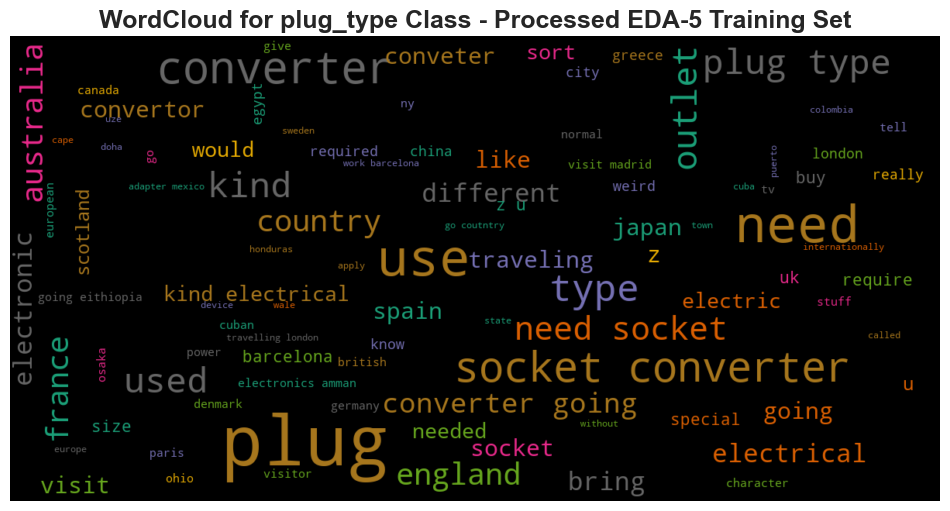 WordCloud for plug_type Class - Processed EDA-5 Training Set
give
converter
conveter
sort
greece
outlet
plug type
australia
canada
convertor
egypt
city
ny
colombia
uze
cape
doha
go
sweden
would
required
china
work barcelona
normal
like
visit madrid
puerto
london
tell
european
adapter mexico
kind
different
weird
cuba
tv
buy
really
scotland
country
z u
go coutntry
japan
town
need
electronic
honduras
use
traveling
apply
z
internationally
type
uk
require
going eithiopia
kind electrical
device
wale
spain
electric
stuff
cuban
state
need socket
travelling london
know
called
france
osaka
power
barcelona
british
socket converter
used
electronics amman
u
denmark
germany
converter going
without
special
going
size
plug
needed
socket
europe
paris
electrical
visit
ohio
visitor
england
bring
character